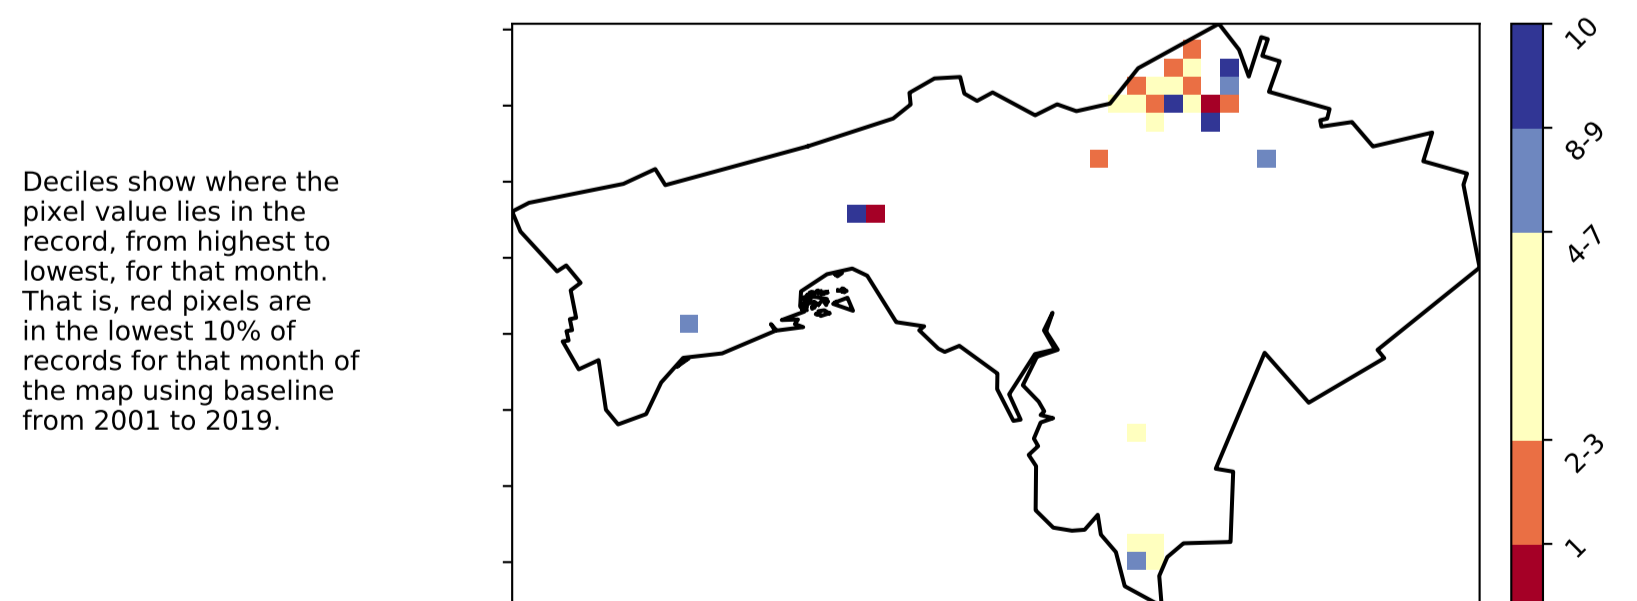 Deciles show where the
pixel value lies in the
record, from highest to
lowest, for that month.
That is, red pixels are
in the lowest 10% of
records for that month of
the map using baseline
from 2001 to 2019.
10
8-9
4-7
2-3
1